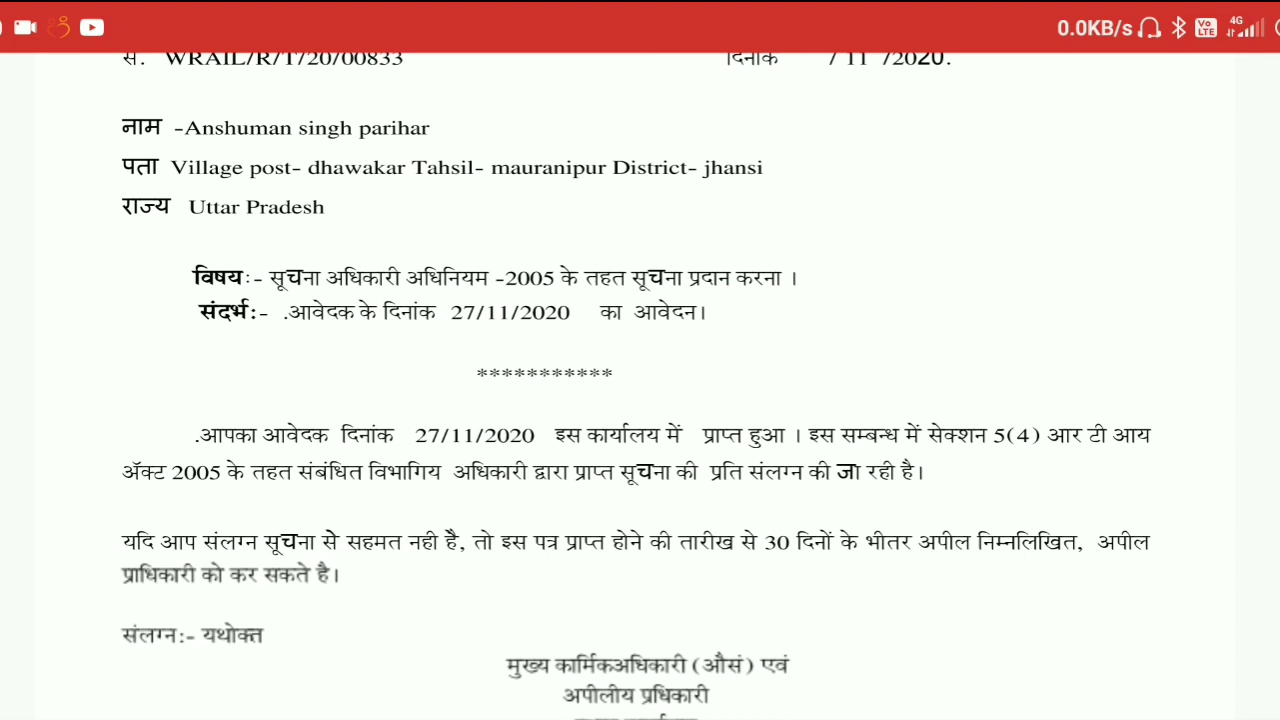 0.0KB/s Vo LTE 4G
सं. WRAIL/R/T/20/00833 दिनांक / 11 /2020.
नाम -Anshuman singh parihar
पता Village post- dhawakar Tahsil- mauranipur District- jhansi
राज्य Uttar Pradesh
विषय:- सूचना अधिकारी अधिनियम -2005 के तहत सूचना प्रदान करना ।
संदर्भ:- .आवेदक के दिनांक 27/11/2020 का आवेदन।
***********
.आपका आवेदक दिनांक 27/11/2020 इस कार्यालय में प्राप्त हुआ । इस सम्बन्ध में सेक्शन 5(4) आर टी आय
ॲक्ट 2005 के तहत संबंधित विभागिय अधिकारी द्वारा प्राप्त सूचना की प्रति संलग्न की जा रही है।
यदि आप संलग्न सूचना से सहमत नही है, तो इस पत्र प्राप्त होने की तारीख से 30 दिनों के भीतर अपील निम्नलिखित, अपील
प्राधिकारी को कर सकते है।
संलग्न:- यथोक्त
मुख्य कार्मिकअधिकारी (औसं) एवं
अपीलीय प्रधिकारी